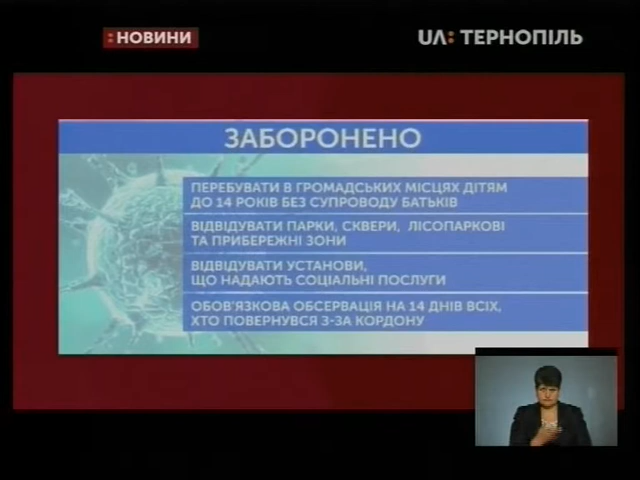 :НОВИНИ
UA: ТЕРНОПІЛЬ
ЗАБОРОНЕНО
ПЕРЕБУВАТИ В ГРОМАДСЬКИХ МІСЦЯХ ДІТЯМ
ДО 14 РОКІВ БЕЗ СУПРОВОДУ БАТЬКІВ
ВІДВІДУВАТИ ПАРКИ, СКВЕРИ, ЛІСОПАРКОВІ
ТА ПРИБЕРЕЖНІ ЗОНИ
ВІДВІДУВАТИ УСТАНОВИ,
ЩО НАДАЮТЬ СОЦІАЛЬНІ ПОСЛУГИ
ОБОВ'ЯЗКОВА ОБСЕРВАЦІЯ НА 14 ДНІВ ВСІХ,
ХТО ПОВЕРНУВСЯ З-ЗА КОРДОНУ